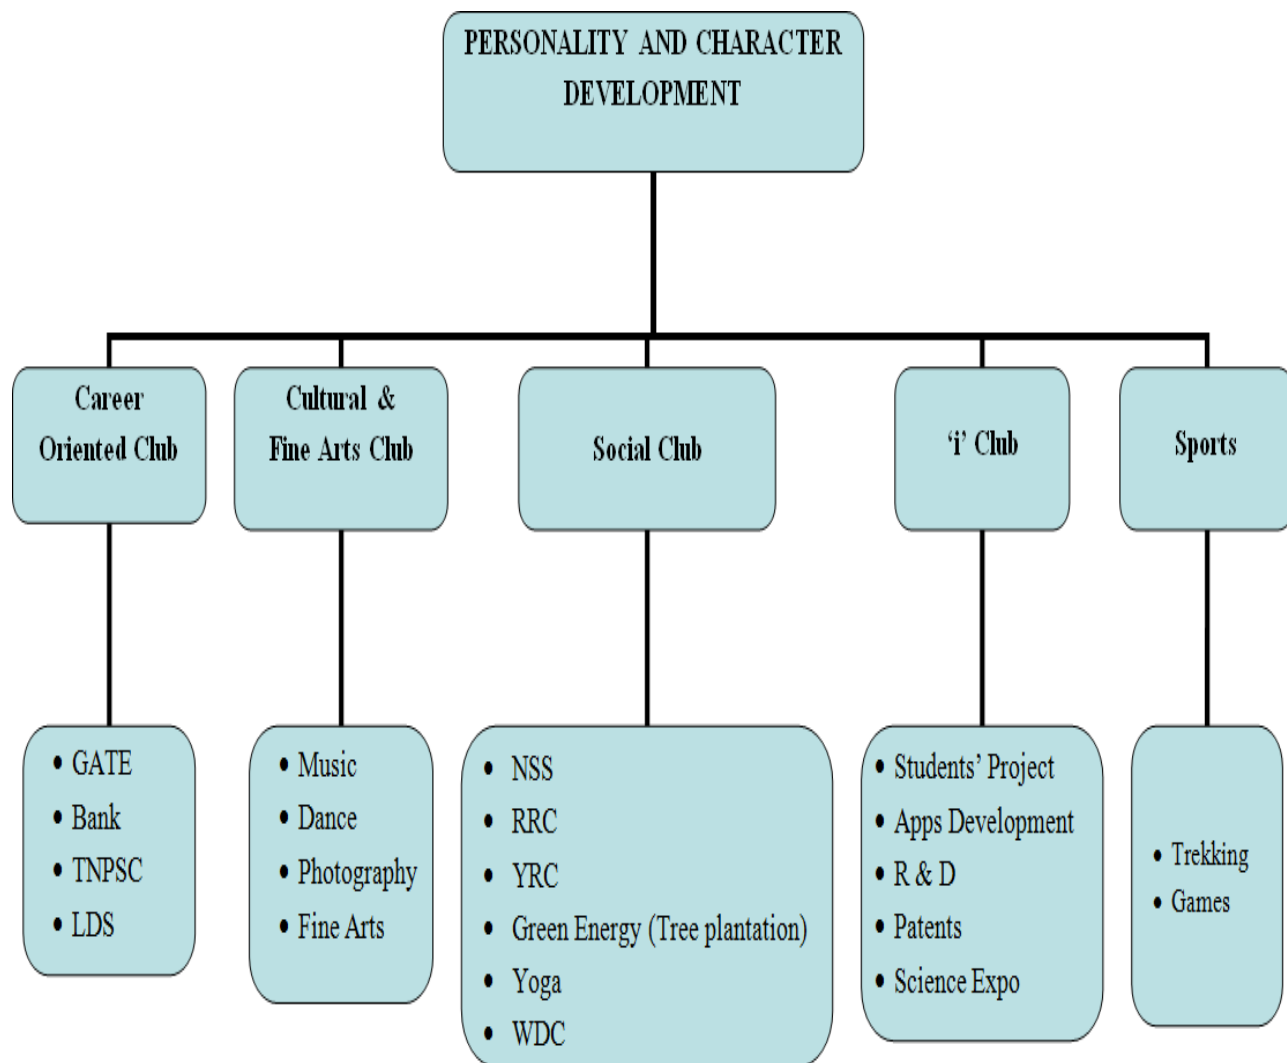 PERSONALITY AND CHARACTER
DEVELOPMENT
Career
Oriented Club
Cultural &
Fine Arts Club
Social Club
‘i’ Club
Sports
• GATE
• Bank
• TNPSC
• LDS
• Music
• Dance
• Photography
• Fine Arts
• NSS
• RRC
• YRC
• Green Energy (Tree plantation)
• Yoga
• WDC
• Students’ Project
• Apps Development
• R & D
• Patents
• Science Expo
• Trekking
• Games